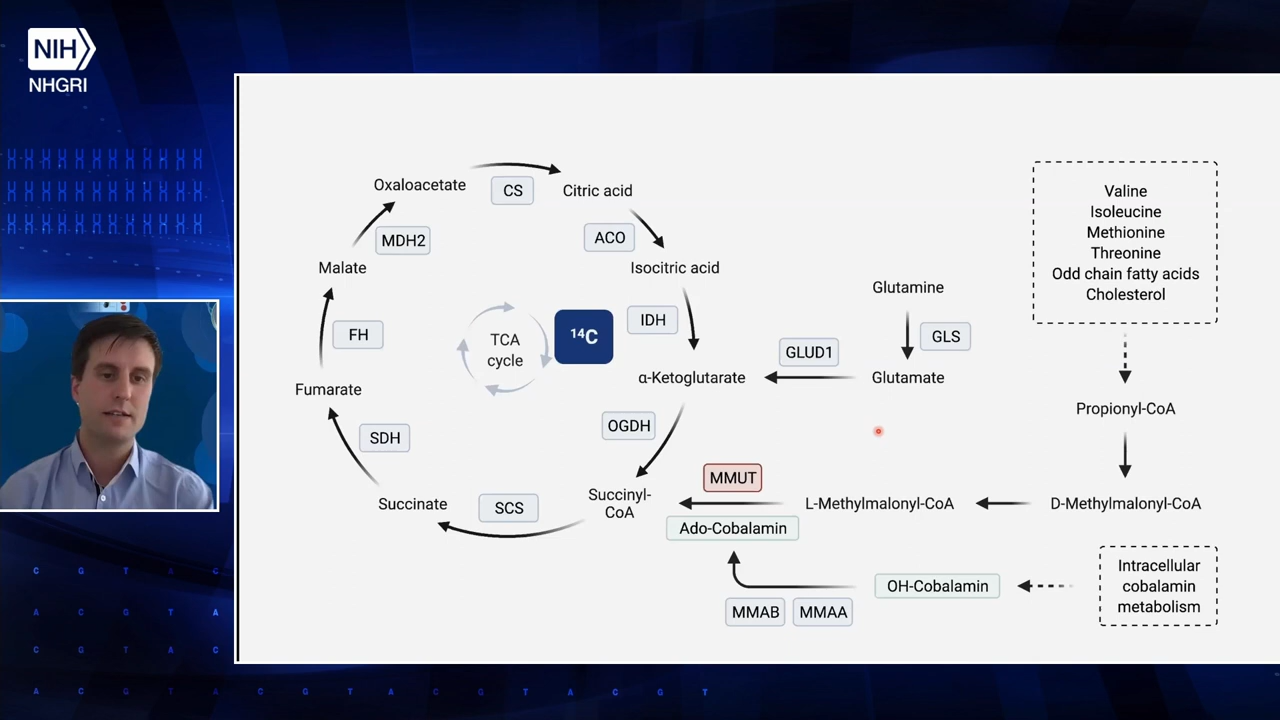 NIH
NHGRI
Oxaloacetate
CS
Citric acid
MDH2
ACO
Malate
Isocitric acid
FH
TCA
cycle
14C
IDH
α-Ketoglutarate
GLUD1
Glutamine
GLS
Glutamate
Fumarate
OGDH
SDH
Succinate
SCS
Succinyl-
CoA
MMUT
Ado-Cobalamin
L-Methylmalonyl-CoA
D-Methylmalonyl-CoA
Valine
Isoleucine
Methionine
Threonine
Odd chain fatty acids
Cholesterol
Propionyl-CoA
MMAB
MMAA
OH-Cobalamin
Intracellular
cobalamin
metabolism
C G T A C
A C G T A
C G T A C
A C G T A C G T A C G T A C G T